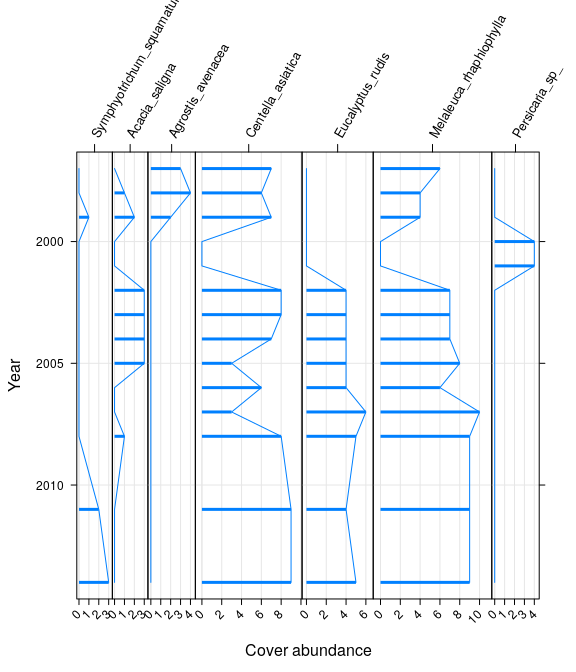 Symphyotrichum_squamatu
Acacia_saligna
Agrostis_avenacea
Centella_asiatica
Eucalyptus_rudis
Melaleuca_rhaphiophylla
Persicaria_sp_
2000
2005
2010
Year
0 1 2 3 0 1 2 3 0 1 2 3 4 0 2 4 6 8 0 2 4 6 0 2 4 6 8 10 0 1 2 3 4
Cover abundance